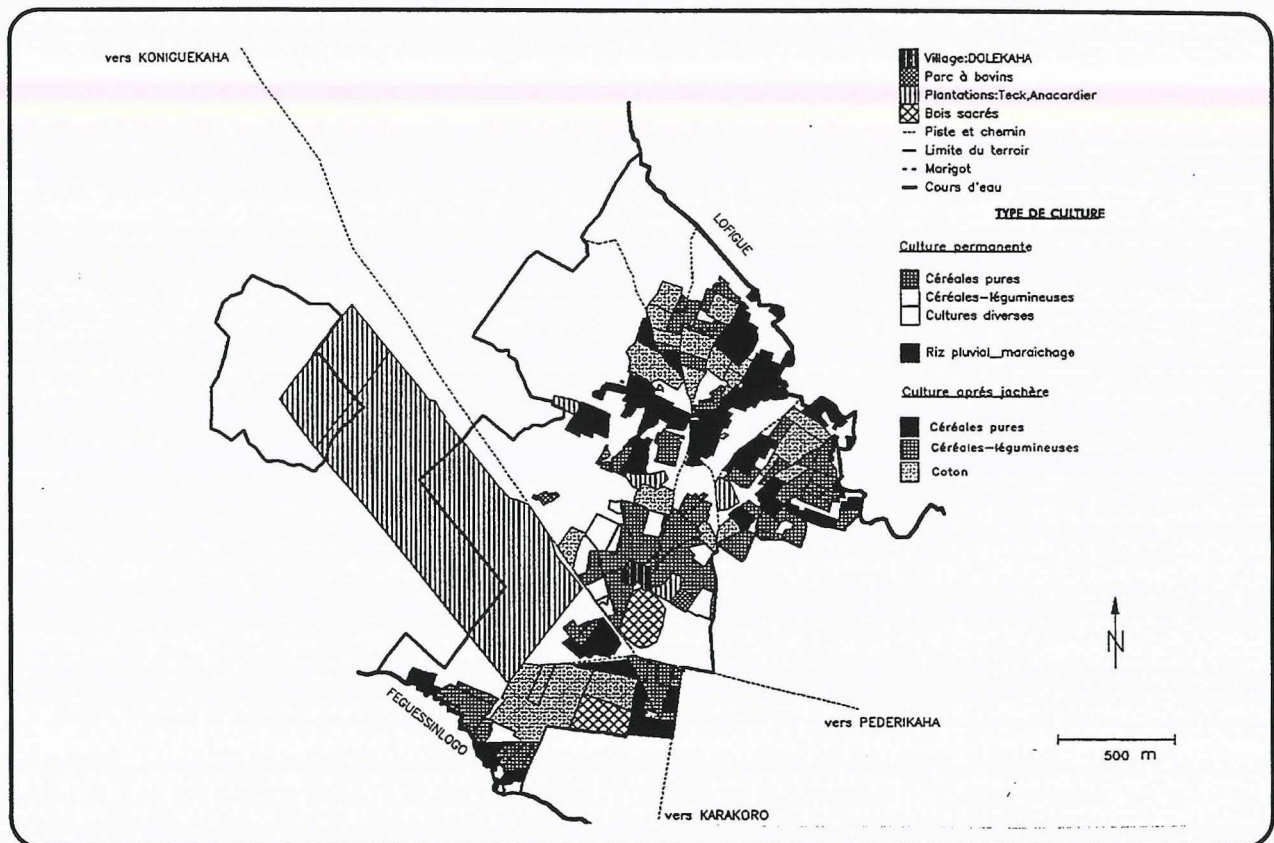 vers KONIGUEKAHA
Village:DOLEKAHA
Parc à bovins
Plantations:Teck,Anacardier
Bois sacrés
Piste et chemin
Limite du terroir
Marigot
Cours d'eau
TYPE DE CULTURE
Culture permanente
Céréales pures
Céréales-légumineuses
Cultures diverses
Riz pluvial_maraichage
Culture aprés jachère
Céréales pures
Céréales-légumineuses
Coton
LOFIGUE
N
FEGUESSINLOGO
vers PEDERIKAHA
500 m
vers KARAKORO